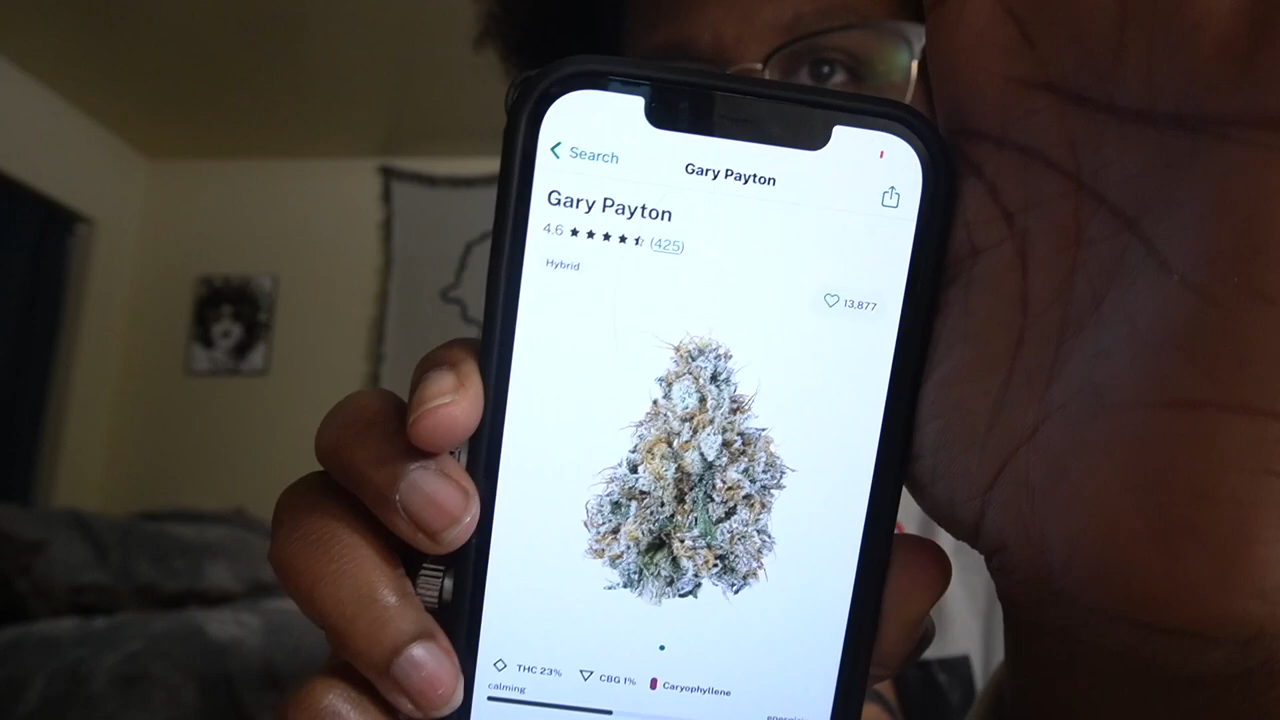 Search
Gary Payton
Gary Payton
4.6 (425)
Hybrid
13,877
THC 23% CBG 1% Caryophyllene
calming